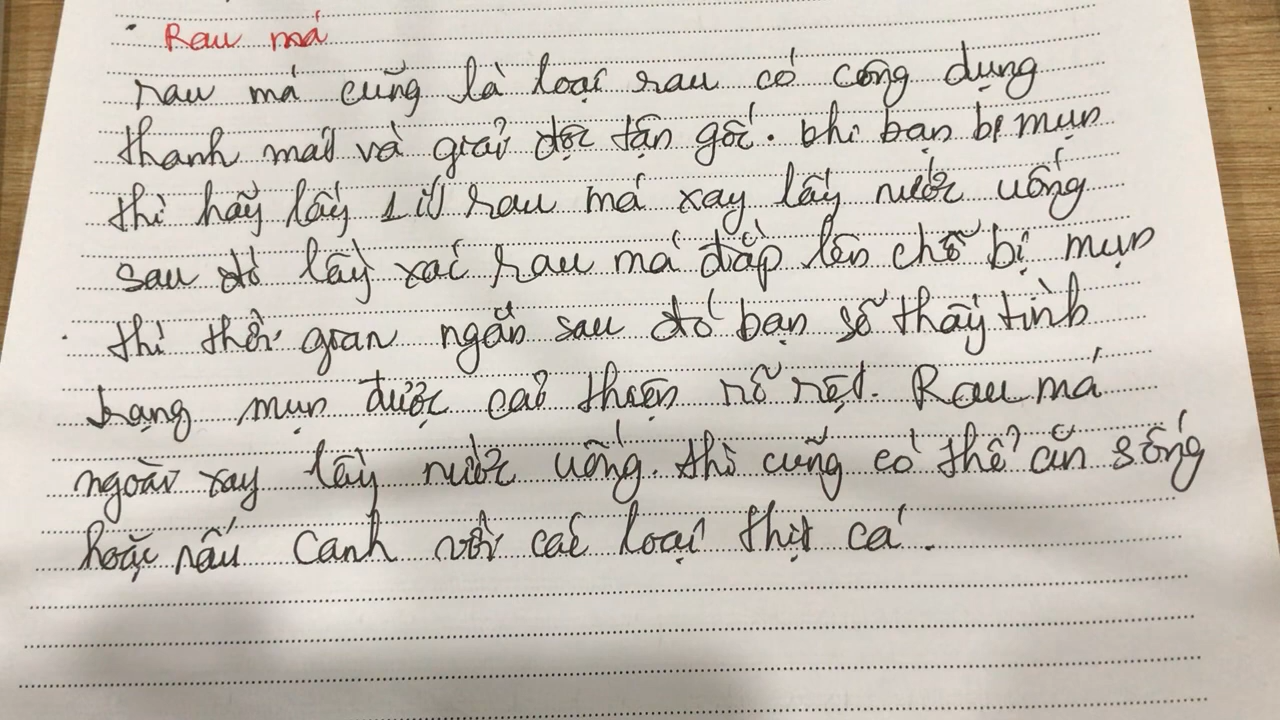 • Rau má
rau má cũng là loại rau có công dụng
thanh mát và giải độc tận gốc. khi bạn bị mụn
thì hãy lấy 1 ít rau má xay lấy nước uống
sau đó lấy xác rau má đắp lên chỗ bị mụn
thì thời gian ngắn sau đó bạn sẽ thấy tình
trạng mụn được cải thiện rõ rệt. Rau má
ngoài xay lấy nước uống. thì cũng có thể ăn sống
hoặc nấu canh với các loại thịt cá.